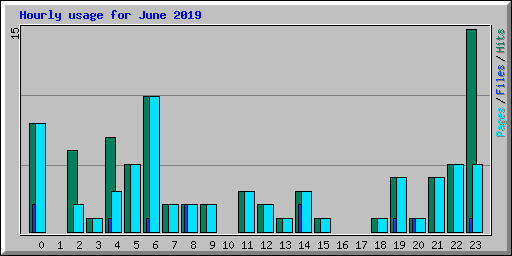 Hourly usage for June 2019
15
Pages/Files/Hits
0 1 2 3 4 5 6 7 8 9 10 11 12 13 14 15 16 17 18 19 20 21 22 23